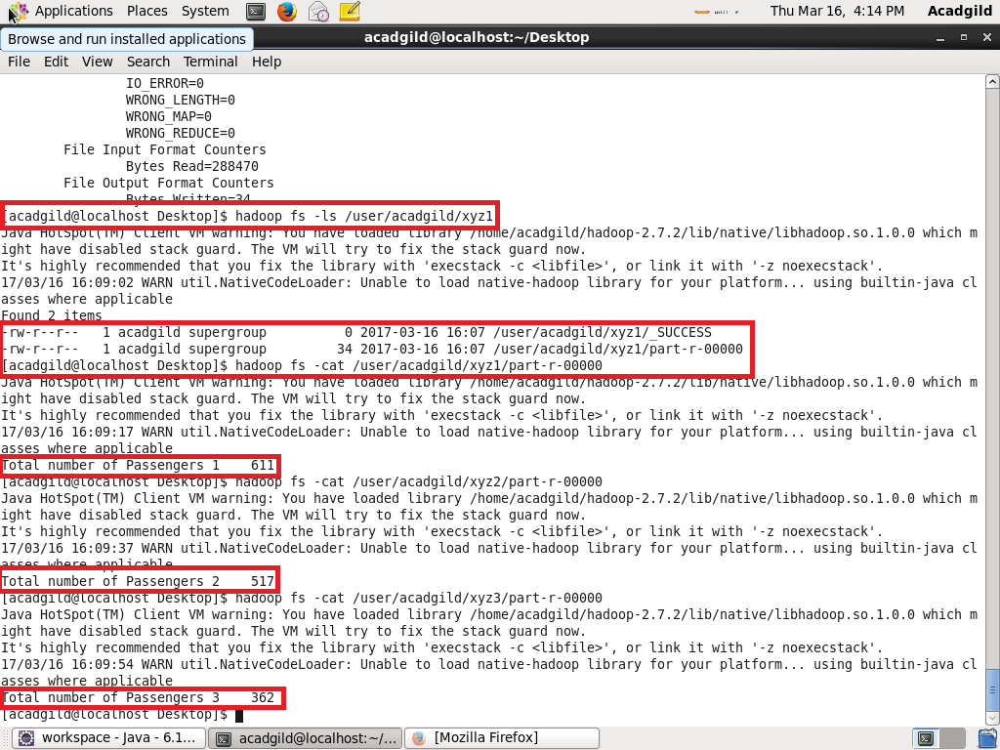 Applications Places System Thu Mar 16, 4:14 PM Acadgild
Browse and run installed applications
acadgild@localhost:~/Desktop
File Edit View Search Terminal Help
IO_ERROR=0
WRONG_LENGTH=0
WRONG_MAP=0
WRONG_REDUCE=0
File Input Format Counters
Bytes Read=288470
File Output Format Counters
Bytes Written=34
[acadgild@localhost Desktop]$ hadoop fs -ls /user/acadgild/xyz1
Java HotSpot(TM) Client VM warning: You have loaded library /home/acadgild/hadoop-2.7.2/lib/native/libhadoop.so.1.0.0 which m
ight have disabled stack guard. The VM will try to fix the stack guard now.
It's highly recommended that you fix the library with 'execstack -c <libfile>', or link it with '-z noexecstack'.
17/03/16 16:09:02 WARN util.NativeCodeLoader: Unable to load native-hadoop library for your platform... using builtin-java cl
asses where applicable
Found 2 items
-rw-r--r-- 1 acadgild supergroup 0 2017-03-16 16:07 /user/acadgild/xyz1/_SUCCESS
-rw-r--r-- 1 acadgild supergroup 34 2017-03-16 16:07 /user/acadgild/xyz1/part-r-00000
[acadgild@localhost Desktop]$ hadoop fs -cat /user/acadgild/xyz1/part-r-00000
Java HotSpot(TM) Client VM warning: You have loaded library /home/acadgild/hadoop-2.7.2/lib/native/libhadoop.so.1.0.0 which m
ight have disabled stack guard. The VM will try to fix the stack guard now.
It's highly recommended that you fix the library with 'execstack -c <libfile>', or link it with '-z noexecstack'.
17/03/16 16:09:17 WARN util.NativeCodeLoader: Unable to load native-hadoop library for your platform... using builtin-java cl
asses where applicable
Total number of Passengers 1 611
[acadgild@localhost Desktop]$ hadoop fs -cat /user/acadgild/xyz2/part-r-00000
Java HotSpot(TM) Client VM warning: You have loaded library /home/acadgild/hadoop-2.7.2/lib/native/libhadoop.so.1.0.0 which m
ight have disabled stack guard. The VM will try to fix the stack guard now.
It's highly recommended that you fix the library with 'execstack -c <libfile>', or link it with '-z noexecstack'.
17/03/16 16:09:37 WARN util.NativeCodeLoader: Unable to load native-hadoop library for your platform... using builtin-java cl
asses where applicable
Total number of Passengers 2 517
[acadgild@localhost Desktop]$ hadoop fs -cat /user/acadgild/xyz3/part-r-00000
Java HotSpot(TM) Client VM warning: You have loaded library /home/acadgild/hadoop-2.7.2/lib/native/libhadoop.so.1.0.0 which m
ight have disabled stack guard. The VM will try to fix the stack guard now.
It's highly recommended that you fix the library with 'execstack -c <libfile>', or link it with '-z noexecstack'.
17/03/16 16:09:54 WARN util.NativeCodeLoader: Unable to load native-hadoop library for your platform... using builtin-java cl
asses where applicable
Total number of Passengers 3 362
[acadgild@localhost Desktop]$
workspace - Java - 6.1... acadgild@localhost:~/... [Mozilla Firefox]